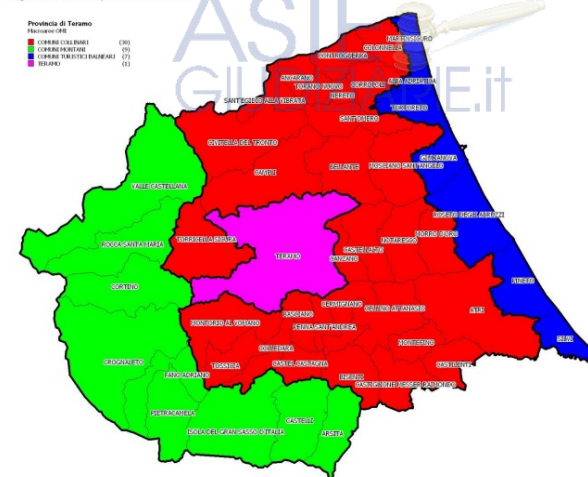 Provincia di Teramo
Macroaree OMI
COMUNI COLLINARI (30)
COMUNI MONTANI (9)
COMUNI TURISTICI BALNEARI (7)
TERAMO (1)
ASTE
GIUDIZIARIE.it
MARTINSICURO
COLONNELLA
CONTROGUERRA
ANCARANO
TORANO NUOVO
CORROPOLI
ALBA ADRIATICA
NERETO
SANT'EGIDIO ALLA VIBRATA
TORTORETO
SANT'OMERO
CIVITELLA DEL TRONTO
GIULIANOVA
MOSCIANO SANT'ANGELO
BELLANTE
CAMPLI
VALLE CASTELLANA
ROSETO DEGLI ABRUZZI
MORRO D'ORO
NOTARESCO
TORRICELLA SICURA
ROCCA SANTA MARIA
CASTELLALTO
CANZANO
TERAMO
PINETO
CORTINO
CERMIGNANO
CELLINO ATTANASIO
ATRI
BASCIANO
MONTORIO AL VOMANO
PENNA SANT'ANDREA
SILVI
MONTEFINO
COLLEDARA
CROGNALETO
CASTILENTI
TOSSICIA
CASTEL CASTAGNA
FANO ADRIANO
BISENTI
CASTIGLIONE MESSER RAIMONDO
PIETRACAMELA
CASTELLI
ISOLA DEL GRAN SASSO D'ITALIA
ARSITA